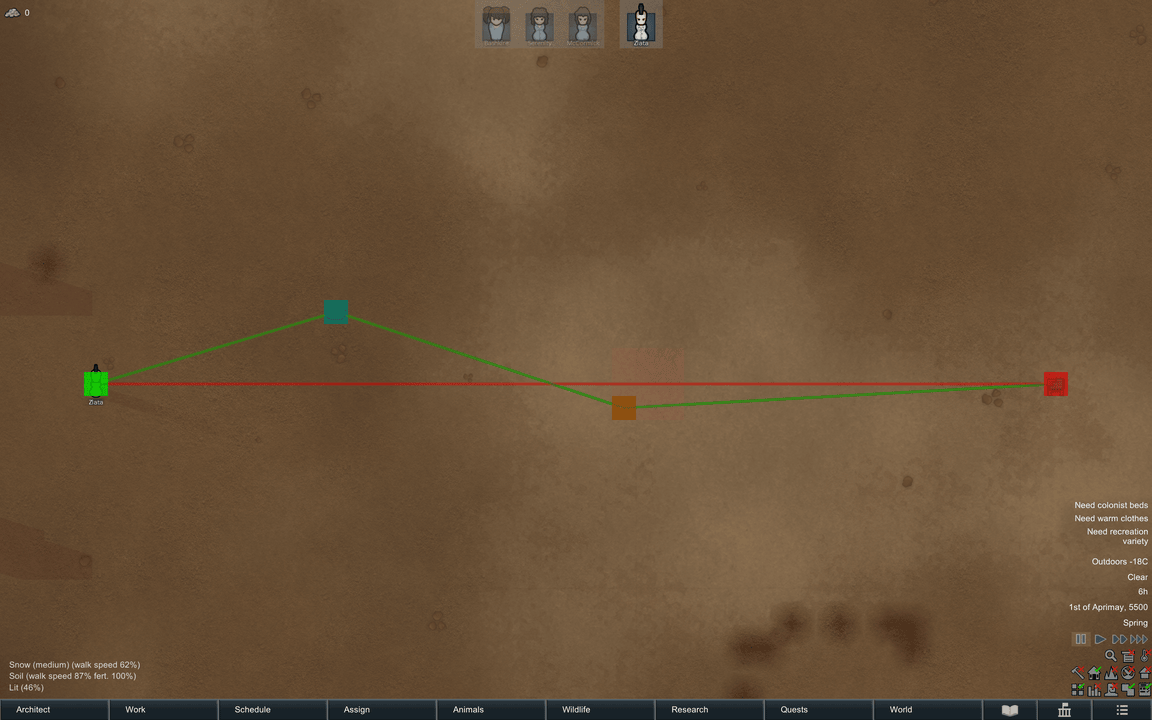 0
Serenity
McCormick
Zlata
Zlata
Need colonist beds
Need warm clothes
Need recreation
variety
Outdoors -18C
Clear
6h
1st of Aprimay, 5500
Spring
Snow (medium) (walk speed 62%)
Soil (walk speed 87% fert. 100%)
Lit (46%)
Architect
Work
Schedule
Assign
Animals
Wildlife
Research
Quests
World